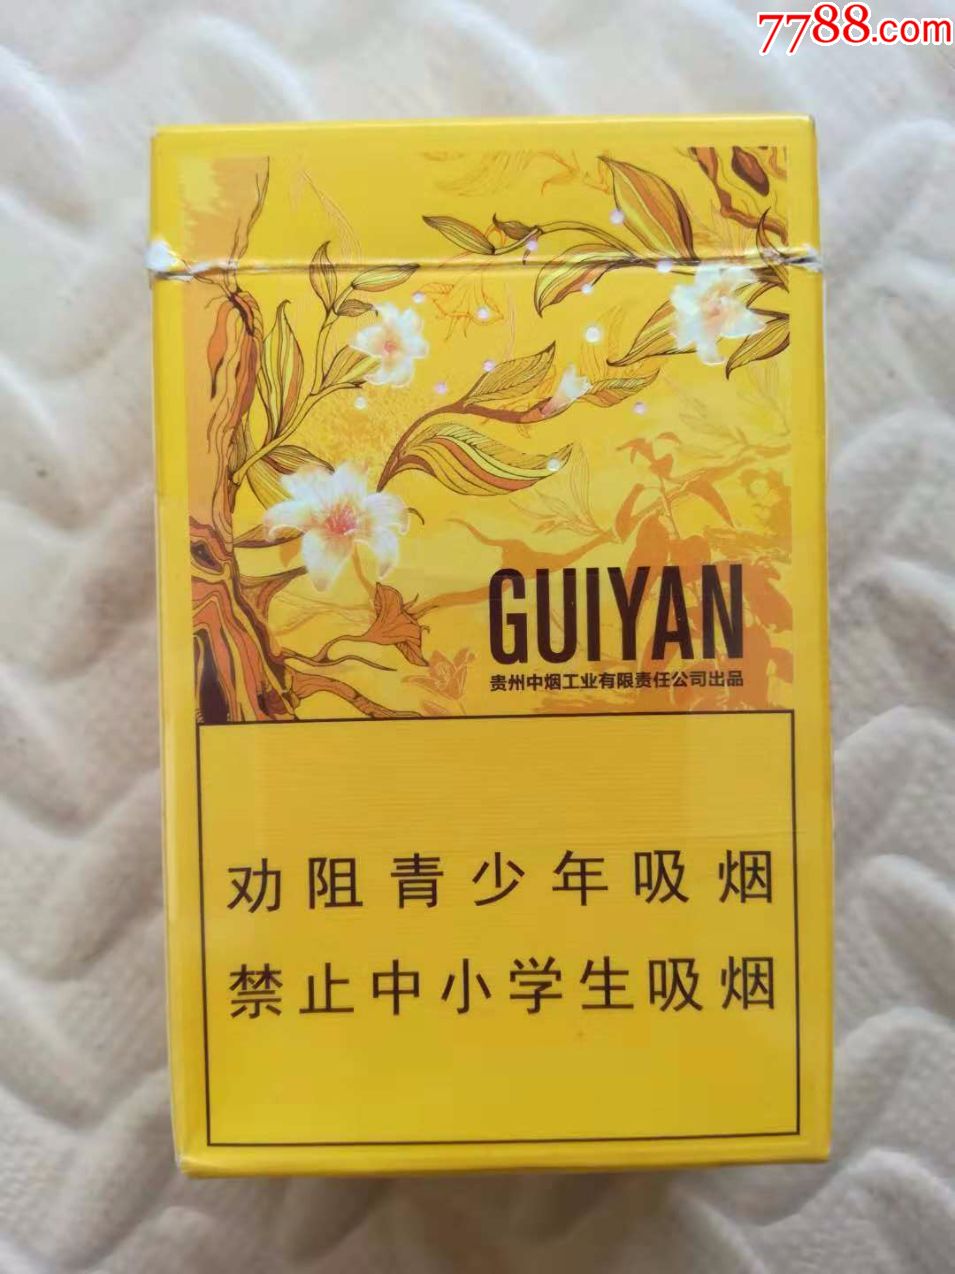 7788.com
GUIYAN
贵州中烟工业有限责任公司出品
劝阻青少年吸烟
禁止中小学生吸烟